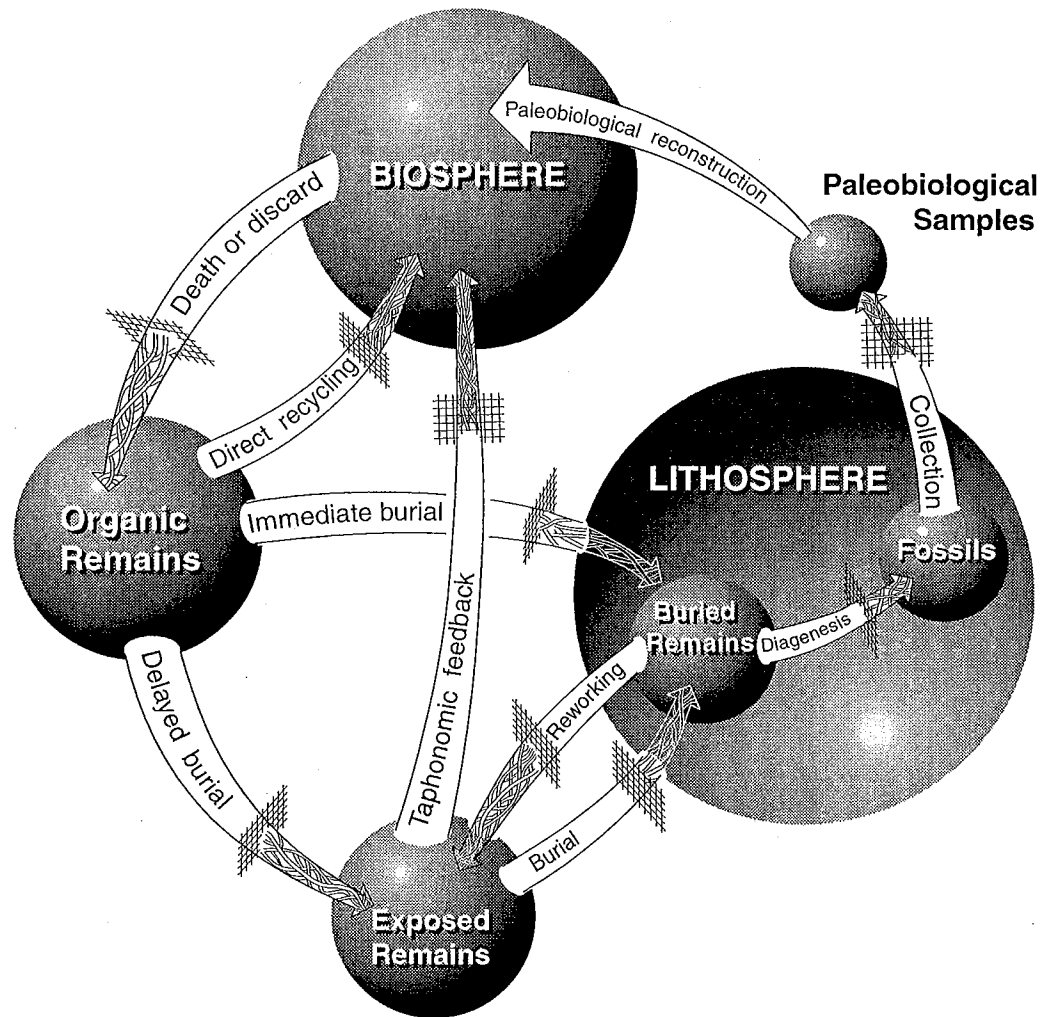 Paleobiological reconstruction
BIOSPHERE
Paleobiological
Samples
Death or discard
Direct recycling
Collection
LITHOSPHERE
Organic
Remains
Immediate burial
Fossils
Buried
Remains
Diagenesis
Taphonomic feedback
Reworking
Delayed burial
Burial
Exposed
Remains